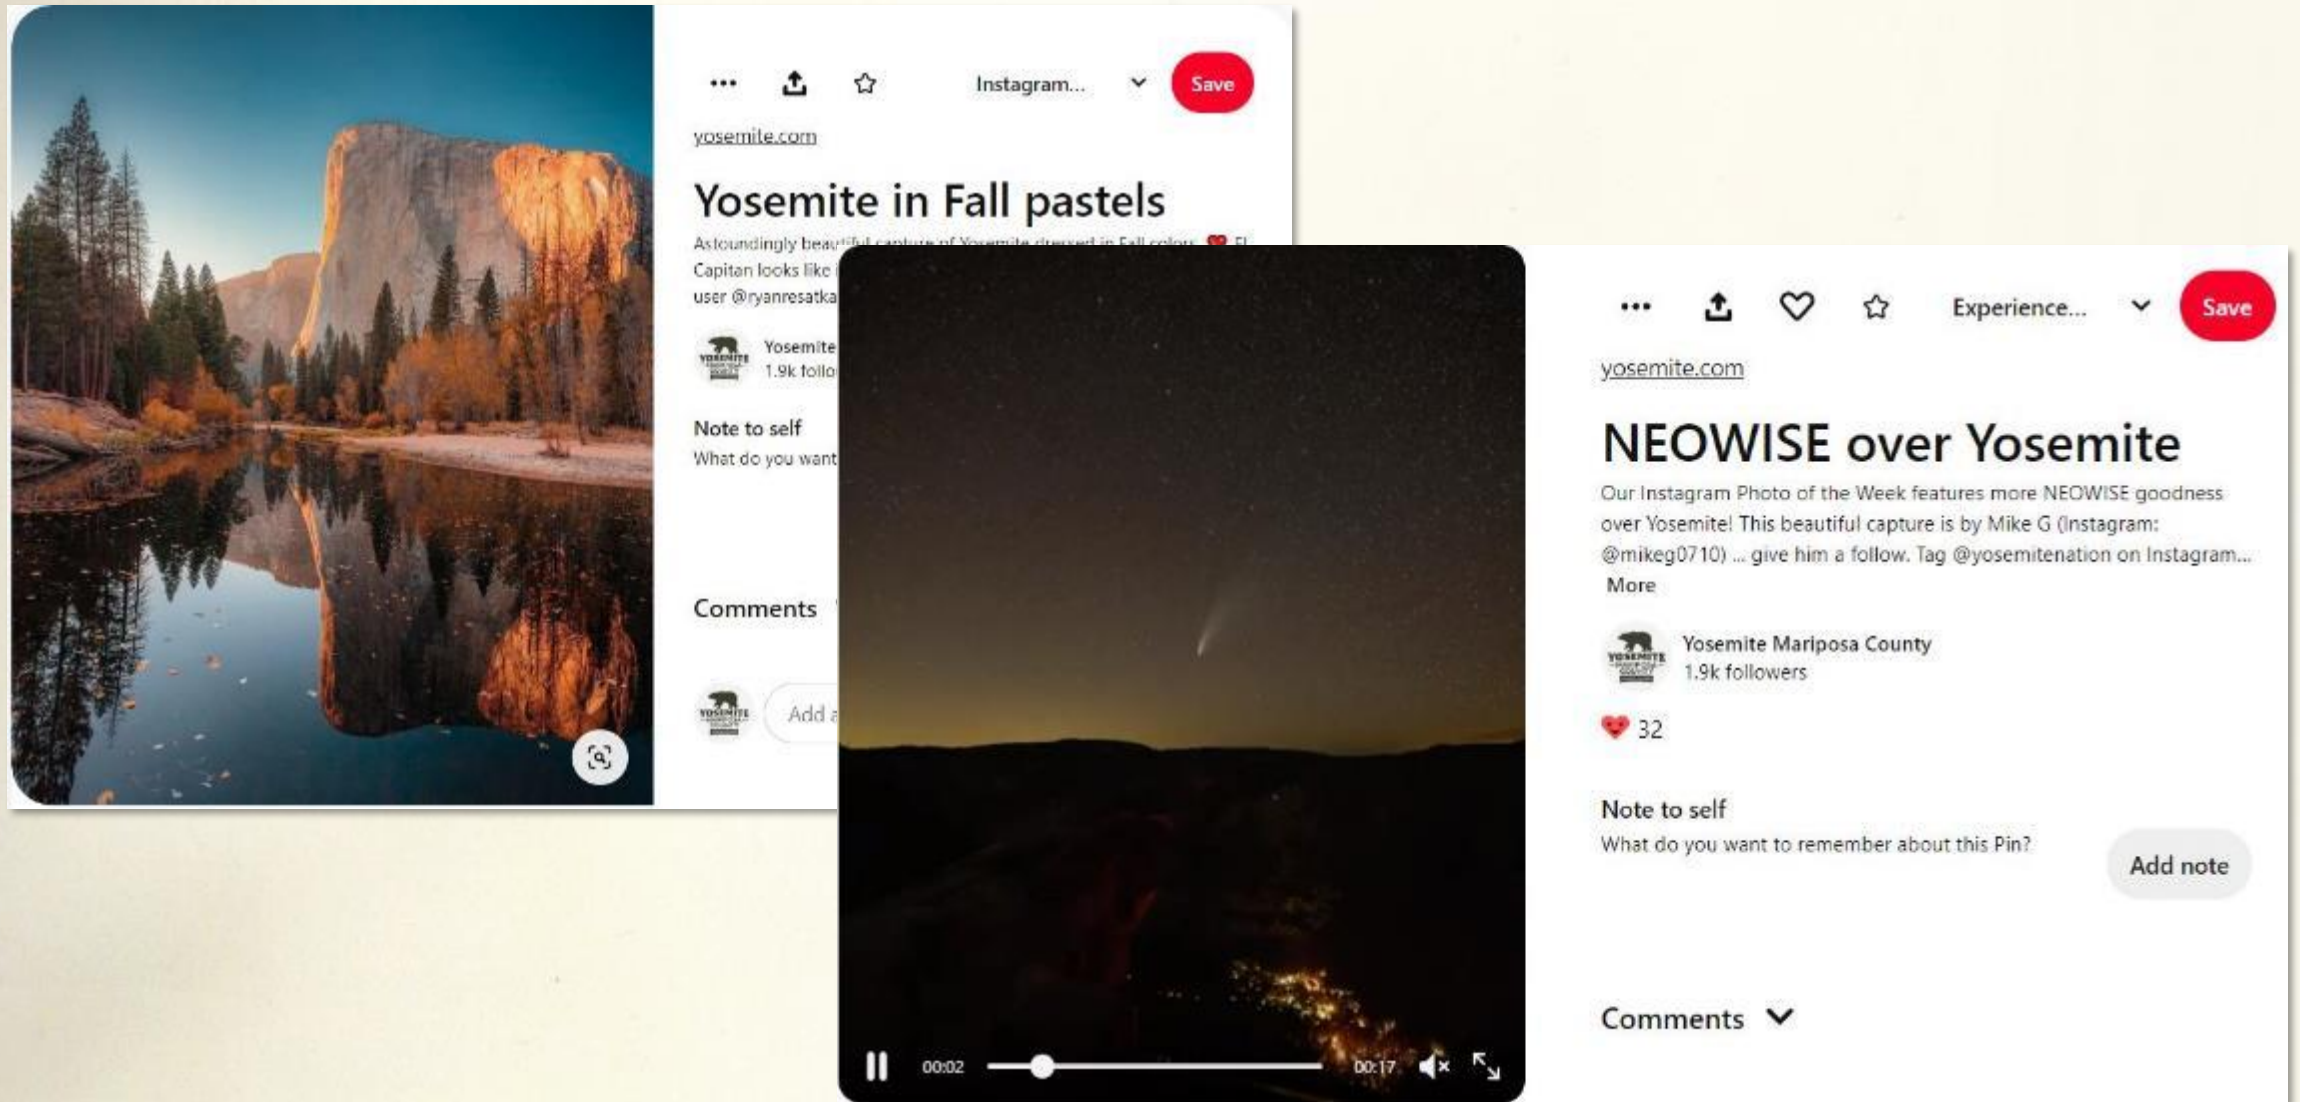 Instagram...
Save
yosemite.com
Yosemite in Fall pastels
Astoundingly beautiful capture of Yosemite dressed in Fall colors. El
Capitan looks like
user @ryanresatka
YOSEMITE
Yosemite
1.9k follo
Note to self
What do you want
Comments
YOSEMITE
Add a
Experience...
Save
yosemite.com
NEOWISE over Yosemite
Our Instagram Photo of the Week features more NEOWISE goodness
over Yosemite! This beautiful capture is by Mike G (Instagram:
@mikeg0710) ... give him a follow. Tag @yosemitenation on Instagram...
More
YOSEMITE
Yosemite Mariposa County
1.9k followers
32
Note to self
What do you want to remember about this Pin?
Add note
Comments
00:02
00:17